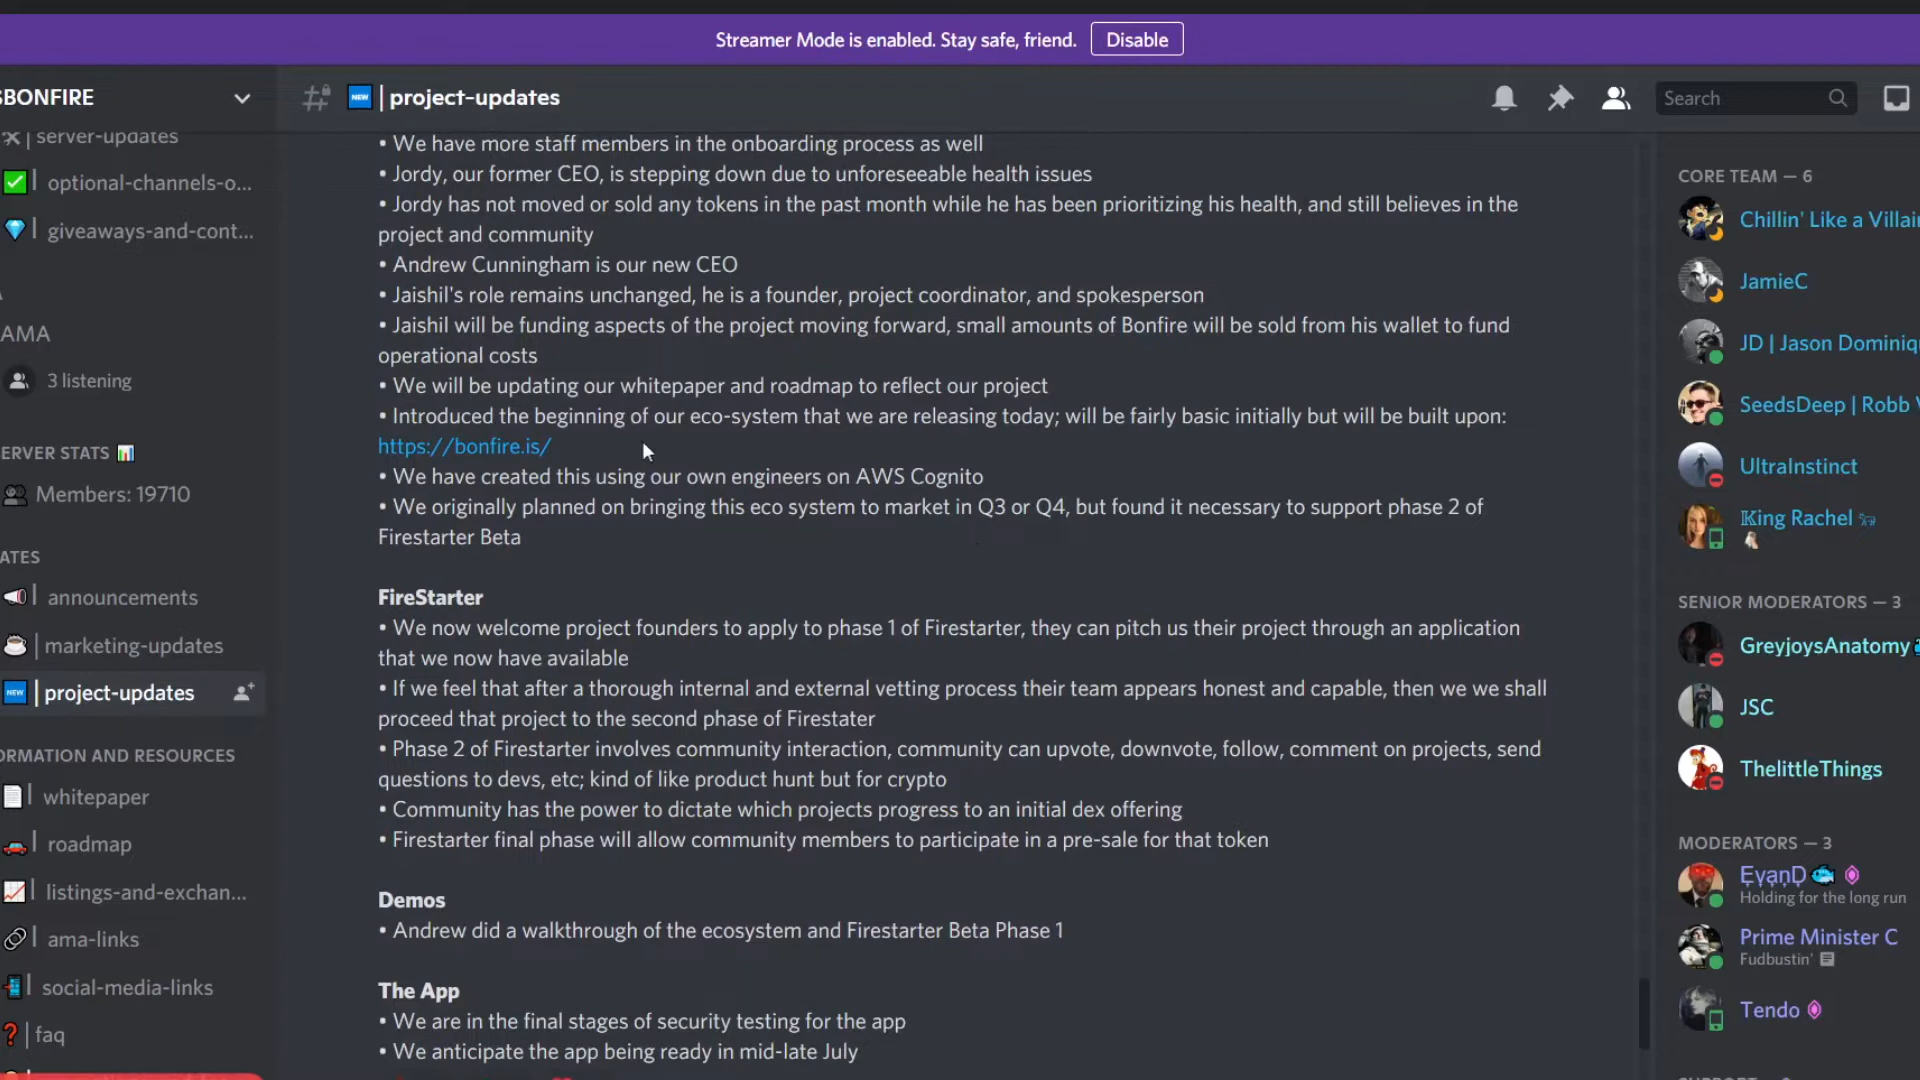 Streamer Mode is enabled. Stay safe, friend. Disable
SBONFIRE
| project-updates
Search
| server-updates
| optional-channels-o...
| giveaways-and-cont...
AMA
3 listening
ERVER STATS
Members: 19710
ATES
| announcements
| marketing-updates
NEW | project-updates
ORMATION AND RESOURCES
| whitepaper
| roadmap
| listings-and-exchan...
| ama-links
| social-media-links
| faq
• We have more staff members in the onboarding process as well
• Jordy, our former CEO, is stepping down due to unforeseeable health issues
• Jordy has not moved or sold any tokens in the past month while he has been prioritizing his health, and still believes in the
project and community
• Andrew Cunningham is our new CEO
• Jaishil's role remains unchanged, he is a founder, project coordinator, and spokesperson
• Jaishil will be funding aspects of the project moving forward, small amounts of Bonfire will be sold from his wallet to fund
operational costs
• We will be updating our whitepaper and roadmap to reflect our project
• Introduced the beginning of our eco-system that we are releasing today; will be fairly basic initially but will be built upon:
https://bonfire.is/
• We have created this using our own engineers on AWS Cognito
• We originally planned on bringing this eco system to market in Q3 or Q4, but found it necessary to support phase 2 of
Firestarter Beta
FireStarter
• We now welcome project founders to apply to phase 1 of Firestarter, they can pitch us their project through an application
that we now have available
• If we feel that after a thorough internal and external vetting process their team appears honest and capable, then we we shall
proceed that project to the second phase of Firestater
• Phase 2 of Firestarter involves community interaction, community can upvote, downvote, follow, comment on projects, send
questions to devs, etc; kind of like product hunt but for crypto
• Community has the power to dictate which projects progress to an initial dex offering
• Firestarter final phase will allow community members to participate in a pre-sale for that token
Demos
• Andrew did a walkthrough of the ecosystem and Firestarter Beta Phase 1
The App
• We are in the final stages of security testing for the app
• We anticipate the app being ready in mid-late July
CORE TEAM — 6
Chillin' Like a Villain
JamieC
JD | Jason Dominiq
SeedsDeep | Robb
UltraInstinct
𝕂ing Rachel
SENIOR MODERATORS — 3
GreyjoysAnatomy
JSC
ThelittleThings
MODERATORS — 3
EvanD
Holding for the long run
Prime Minister C
Fudbustin'
Tendo